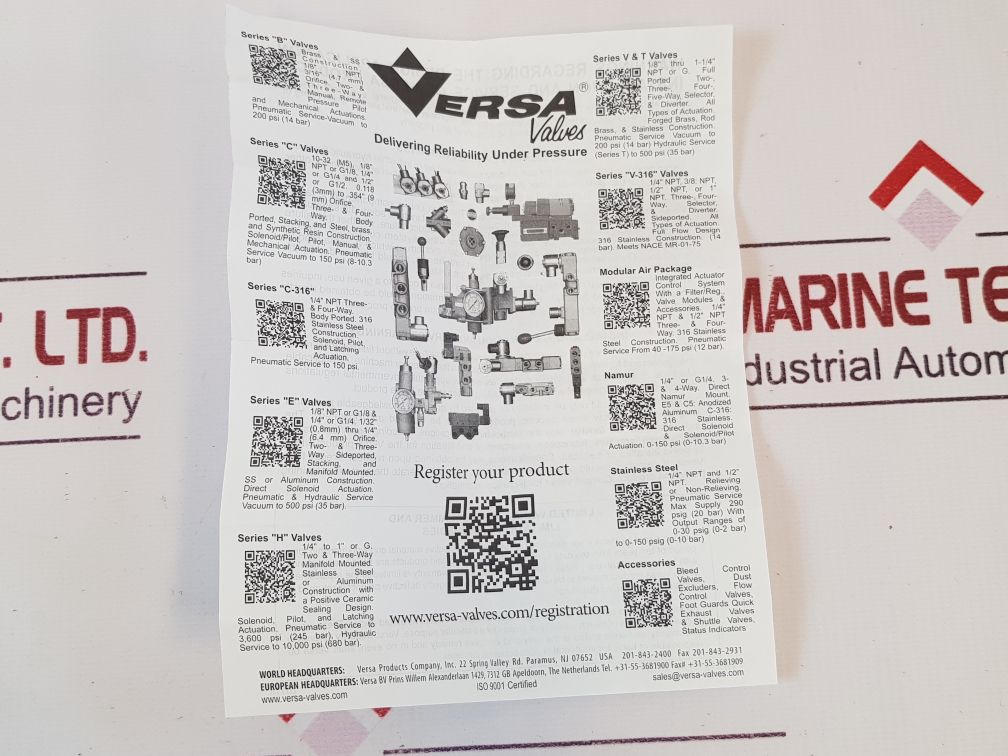 Series "B" Valves
Brass, & SS
Construction.
1/8" NPT,
3/16" (4.7 mm)
Orifice, Two- &
Three-Way.
Manual, Remote
Pressure Pilot
and Mechanical Actuations.
Pneumatic Service-Vacuum to
200 psi (14 bar)
Series "C" Valves
10-32 (M5), 1/8"
NPT or G1/8, 1/4"
or G1/4 and 1/2"
or G1/2. 0.118
(3mm) to .354" (9
mm) Orifice.
Three- & Four-
Way. Body
Ported, Stacking, and Steel, brass,
and Synthetic Resin Construction.
Solenoid/Pilot, Pilot, Manual, &
Mechanical Actuation. Pneumatic
Service Vacuum to 150 psi (8-10.3
bar)
Series "C-316"
1/4" NPT Three-
& Four-Way.
Body Ported. 316
Stainless Steel
Construction.
Solenoid, Pilot,
and Latching
Actuation.
Pneumatic Service to 150 psi.
Series "E" Valves
1/8" NPT or G1/8 &
1/4" or G1/4. 1/32"
(0.8mm) thru 1/4"
(6.4 mm) Orifice.
Two- & Three-
Way Sideported,
Stacking, and
Manifold Mounted.
SS or Aluminum Construction.
Direct Solenoid Actuation.
Pneumatic & Hydraulic Service
Vacuum to 500 psi (35 bar).
Series "H" Valves
1/4" to 1" or G.
Two & Three-Way
Manifold Mounted.
Stainless Steel
or Aluminum
Construction with
a Positive Ceramic
Sealing Design.
Solenoid, Pilot, and Latching
Actuation. Pneumatic Service to
3,600 psi (245 bar), Hydraulic
Service to 10,000 psi (680 bar).
VERSA ®
Valves
Delivering Reliability Under Pressure
Register your product
www.versa-valves.com/registration
Series V & T Valves
1/8" thru 1-1/4"
NPT or G. Full
Ported Two-,
Three-, Four-,
Five-Way, Selector,
& Diverter. All
Types of Actuation.
Forged Brass, Rod
Brass, & Stainless Construction.
Pneumatic Service Vacuum to
200 psi (14 bar) Hydraulic Service
(Series T) to 500 psi (35 bar)
Series "V-316" Valves
1/4" NPT, 3/8: NPT,
1/2" NPT, or 1"
NPT. Three-, Four-
Way, Selector,
& Diverter.
Sideported. All
Types of Actuation.
Full Flow Design
316 Stainless Construction. (14
bar). Meets NACE MR-01-75
Modular Air Package
Integrated Actuator
Control System
With a Filter/Reg.,
Valve Modules &
Accessories. 1/4"
NPT & 1/2" NPT
Three- & Four-
Way. 316 Stainless
Steel Construction. Pneumatic
Service From 40 -175 psi (12 bar).
Namur
1/4" or G1/4, 3-
& 4-Way. Direct
Namur Mount.
E5 & C5: Anodized
Aluminum C-316:
316 Stainless.
Direct Solenoid
& Solenoid/Pilot
Actuation. 0-150 psi (0-10.3 bar)
Stainless Steel
1/4" NPT and 1/2"
NPT. Relieving
or Non-Relieving.
Pneumatic Service
Max Supply 290
psig (20 bar) With
Output Ranges of
0-30 psig (0-2 bar)
to 0-150 psig (0-10 bar)
Accessories
Bleed Control
Valves, Dust
Excluders, Flow
Control Valves,
Foot Guards Quick
Exhaust Valves
& Shuttle Valves,
Status Indicators
WORLD HEADQUARTERS: Versa Products Company, Inc. 22 Spring Valley Rd. Paramus, NJ 07652 USA 201-843-2400 Fax 201-843-2931
EUROPEAN HEADQUARTERS: Versa BV Prins Willem Alexanderlaan 1429, 7312 GB Apeldoorn, The Netherlands Tel. +31-55-3681900 Fax# +31-55-3681909
www.versa-valves.com ISO 9001 Certified sales@versa-valves.com
T. LTD.
chinery
MARINE TE
dustrial Autom